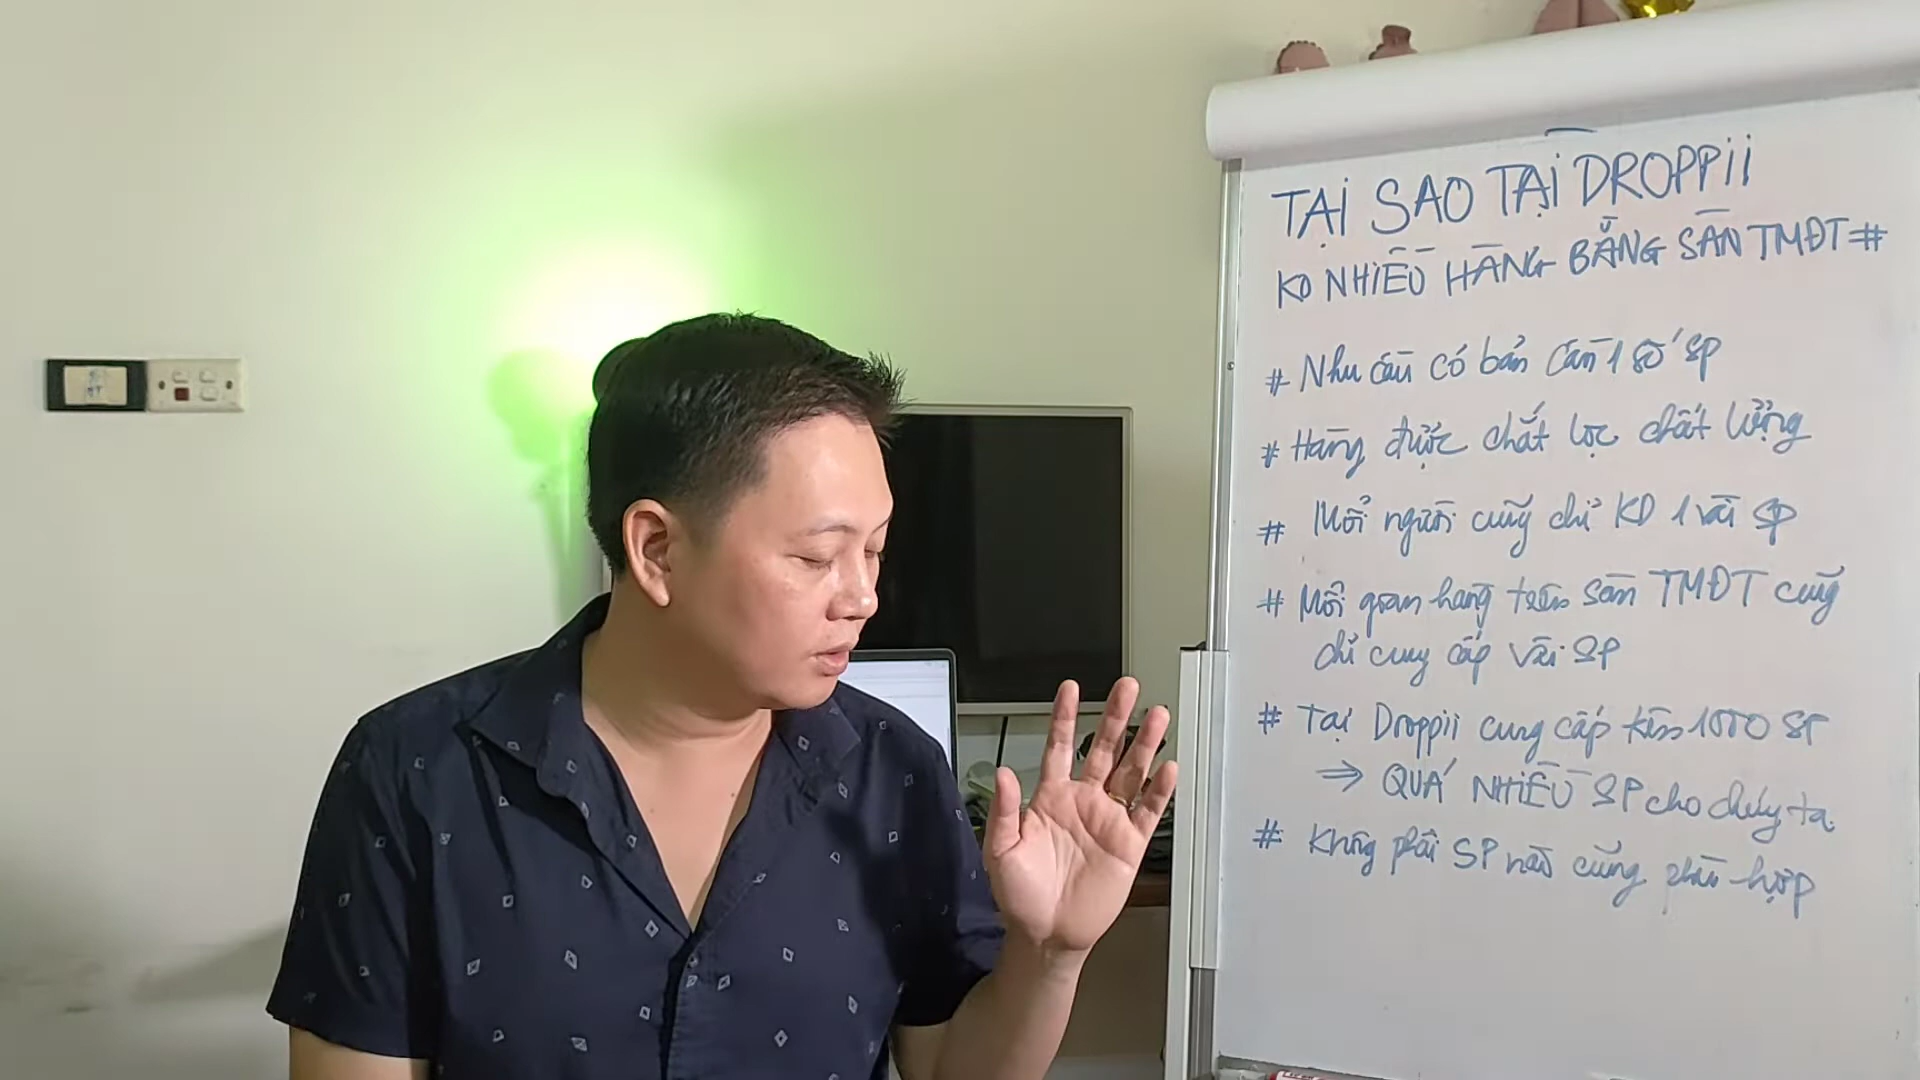 TẠI SAO TẠI DROPPii
KO NHIỀU HÀNG BẰNG SÀN TMĐT #
# Nhu cầu có bản cần 1 số SP
# Hàng được chắt lọc chất lượng
# Mỗi người cũng chỉ KD 1 vài SP
# Mỗi gian hàng trên sàn TMĐT cũng
chỉ cung cấp vài SP
# Tại Droppii cung cấp trên 1000 SP
⇒ QUÁ NHIỀU SP cho chúng ta.
# Không phải SP nào cũng phù hợp